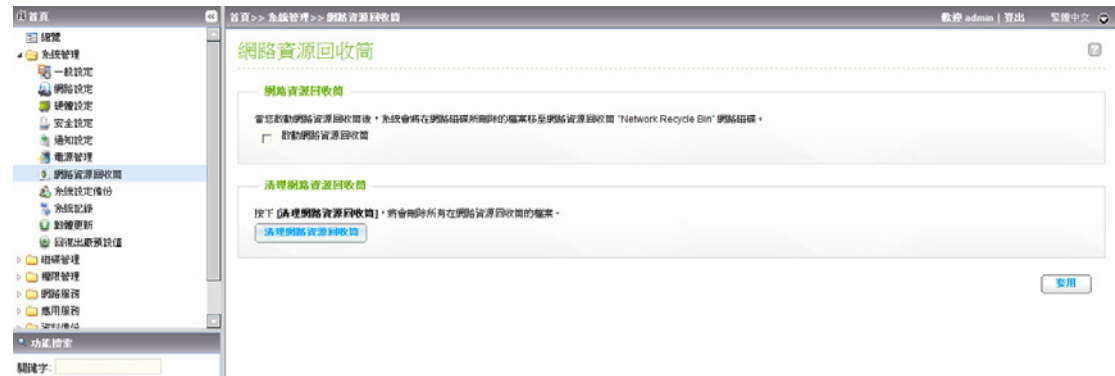 首頁
首頁>> 系統管理>> 網路資源回收筒
歡迎 admin | 登出 繁體中文
總覽
系統管理
一般設定
網路設定
硬體設定
安全設定
通知設定
電源管理
網路資源回收筒
系統設定備份
系統記錄
韌體更新
回復出廠預設值
磁碟管理
權限管理
網路服務
應用服務
資料備份
功能搜索
關鍵字:
網路資源回收筒
網路資源回收筒
當您啟動網路資源回收筒後，系統會將在網路磁碟所刪除的檔案移至網路資源回收筒 "Network Recycle Bin" 網路磁碟。
啟動網路資源回收筒
清理網路資源回收筒
按下 [清理網路資源回收筒]，將會刪除所有在網路資源回收筒的檔案。
清理網路資源回收筒
套用